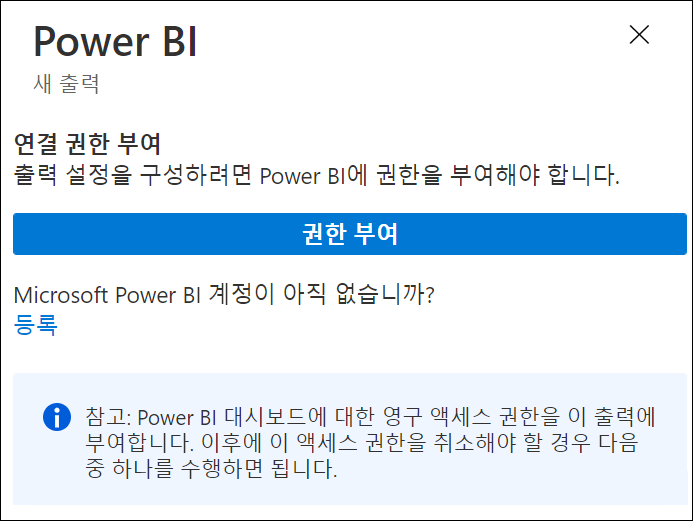 Power BI
새 출력
연결 권한 부여
출력 설정을 구성하려면 Power BI에 권한을 부여해야 합니다.
권한 부여
Microsoft Power BI 계정이 아직 없습니까?
등록
참고: Power BI 대시보드에 대한 영구 액세스 권한을 이 출력에
부여합니다. 이후에 이 액세스 권한을 취소해야 할 경우 다음
중 하나를 수행하면 됩니다.